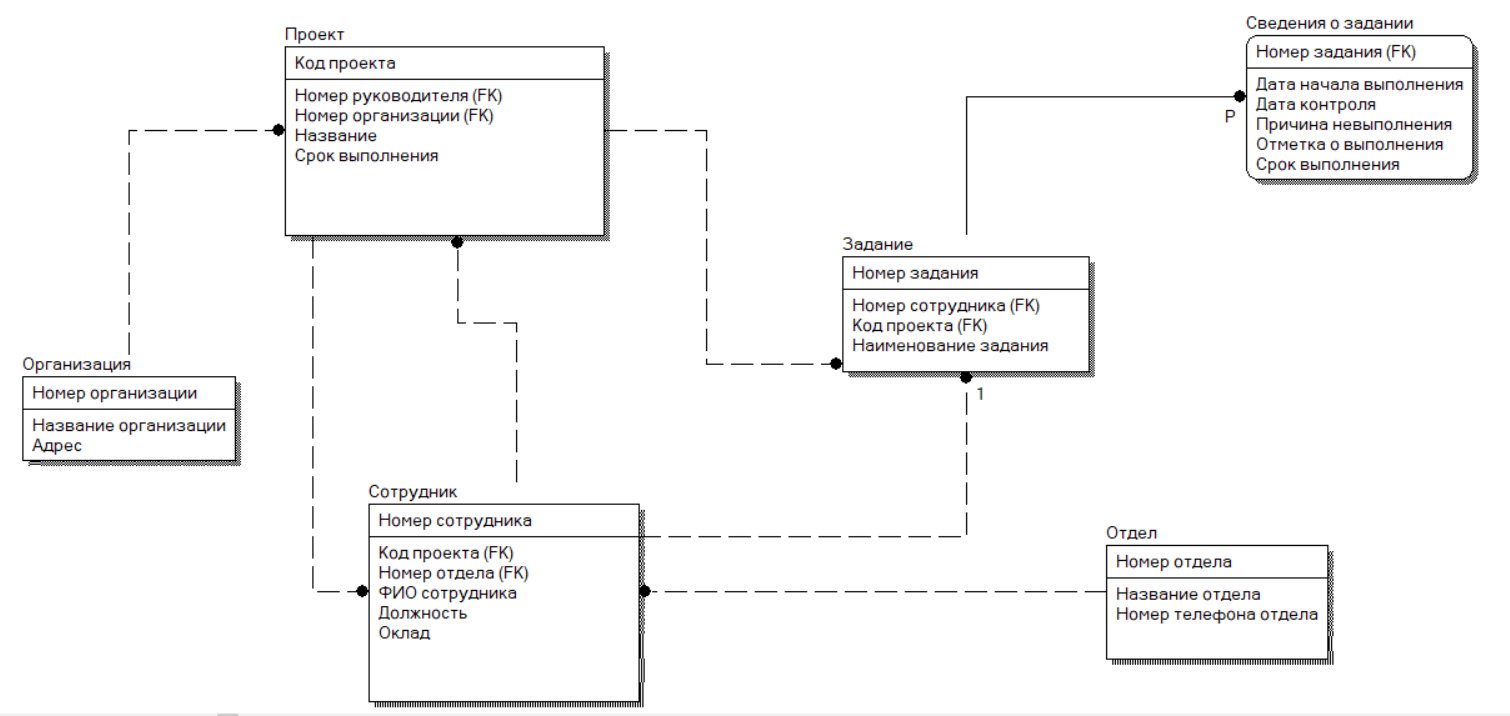 Проект
Код проекта
Номер руководителя (FK)
Номер организации (FK)
Название
Срок выполнения
Сведения о задании
Номер задания (FK)
Дата начала выполнения
Дата контроля
Причина невыполнения
Отметка о выполнения
Срок выполнения
P
Задание
Номер задания
Номер сотрудника (FK)
Код проекта (FK)
Наименование задания
1
Организация
Номер организации
Название организации
Адрес
Сотрудник
Номер сотрудника
Код проекта (FK)
Номер отдела (FK)
ФИО сотрудника
Должность
Оклад
Отдел
Номер отдела
Название отдела
Номер телефона отдела